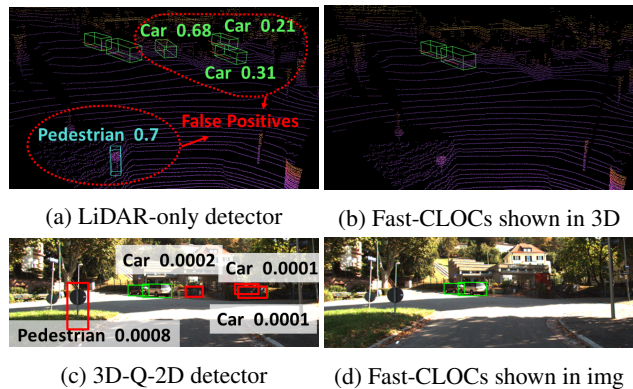 Car 0.68
Car 0.21
Car 0.31
Pedestrian 0.7
False Positives
(a) LiDAR-only detector
(b) Fast-CLOCs shown in 3D
Car 0.0002
Car 0.0001
Car 0.0001
Pedestrian 0.0008
(c) 3D-Q-2D detector
(d) Fast-CLOCs shown in img